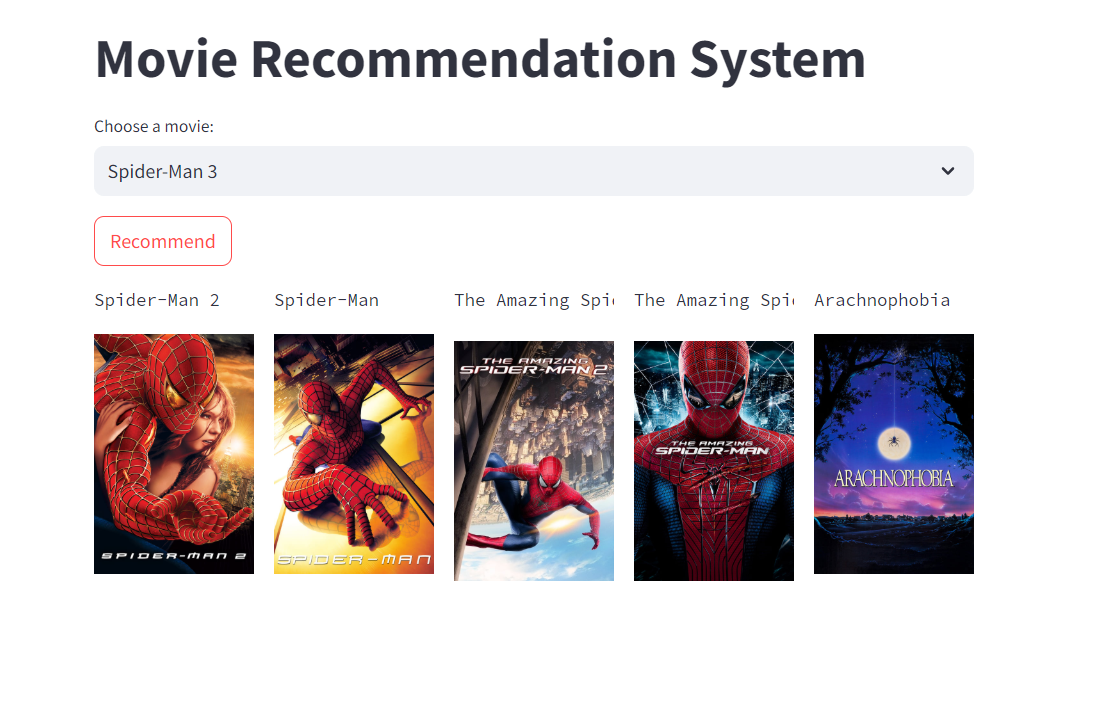 Movie Recommendation System
Choose a movie:
Spider-Man 3
Recommend
Spider-Man 2
Spider-Man
The Amazing Spi
The Amazing Spi
Arachnophobia
SPIDER-MAN 2
SPIDER-MAN
THE AMAZING
SPIDER-MAN 2
THE AMAZING
SPIDER-MAN
ARACHNOPHOBIA